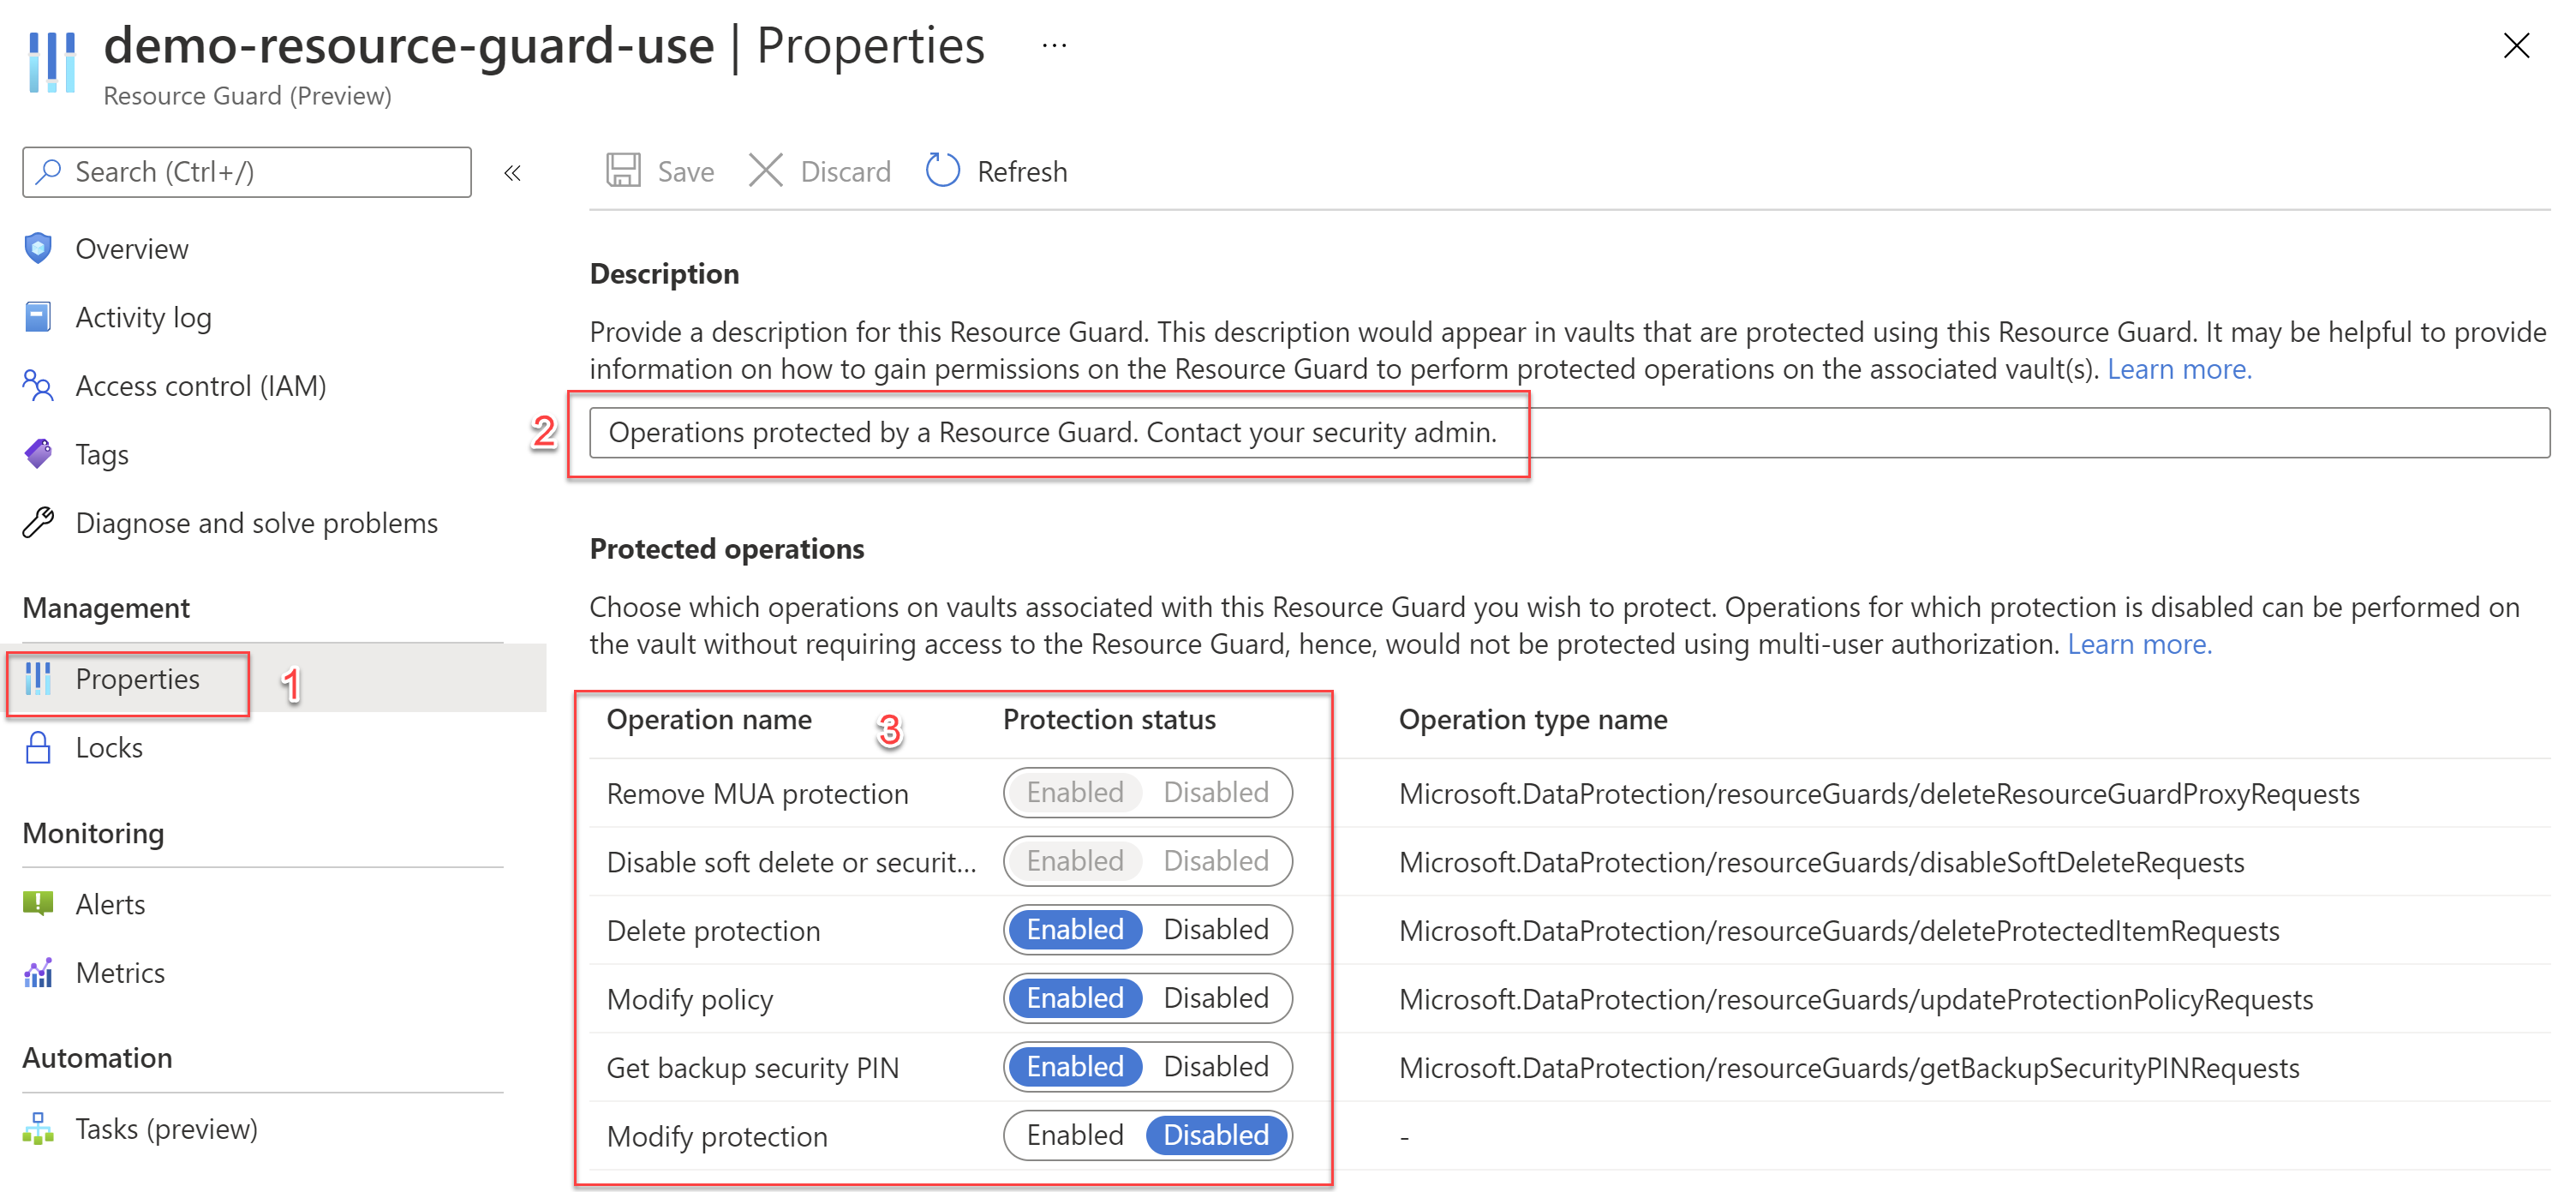 demo-resource-guard-use | Properties ...
Resource Guard (Preview)
Search (Ctrl+/)
«
Overview
Activity log
Access control (IAM)
Tags
Diagnose and solve problems
Management
Properties
1
Locks
Monitoring
Alerts
Metrics
Automation
Tasks (preview)
Save Discard Refresh
Description
Provide a description for this Resource Guard. This description would appear in vaults that are protected using this Resource Guard. It may be helpful to provide
information on how to gain permissions on the Resource Guard to perform protected operations on the associated vault(s). Learn more.
2
Operations protected by a Resource Guard. Contact your security admin.
Protected operations
Choose which operations on vaults associated with this Resource Guard you wish to protect. Operations for which protection is disabled can be performed on
the vault without requiring access to the Resource Guard, hence, would not be protected using multi-user authorization. Learn more.
Operation name 3 Protection status Operation type name
Remove MUA protection Enabled Disabled Microsoft.DataProtection/resourceGuards/deleteResourceGuardProxyRequests
Disable soft delete or securit... Enabled Disabled Microsoft.DataProtection/resourceGuards/disableSoftDeleteRequests
Delete protection Enabled Disabled Microsoft.DataProtection/resourceGuards/deleteProtectedItemRequests
Modify policy Enabled Disabled Microsoft.DataProtection/resourceGuards/updateProtectionPolicyRequests
Get backup security PIN Enabled Disabled Microsoft.DataProtection/resourceGuards/getBackupSecurityPINRequests
Modify protection Enabled Disabled -